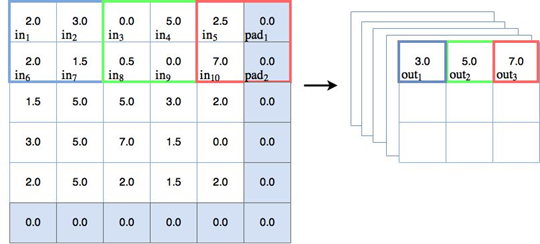 2.0 3.0 0.0 5.0 2.5 0.0
in1 in2 in3 in4 in5 pad1
2.0 1.5 0.5 0.0 7.0 0.0
in6 in7 in8 in9 in10 pad2
1.5 5.0 5.0 3.0 2.0 0.0
3.0 5.0 7.0 1.5 0.0 0.0
2.0 5.0 2.0 1.5 2.0 0.0
0.0 0.0 0.0 0.0 0.0 0.0
3.0 5.0 7.0
out1 out2 out3